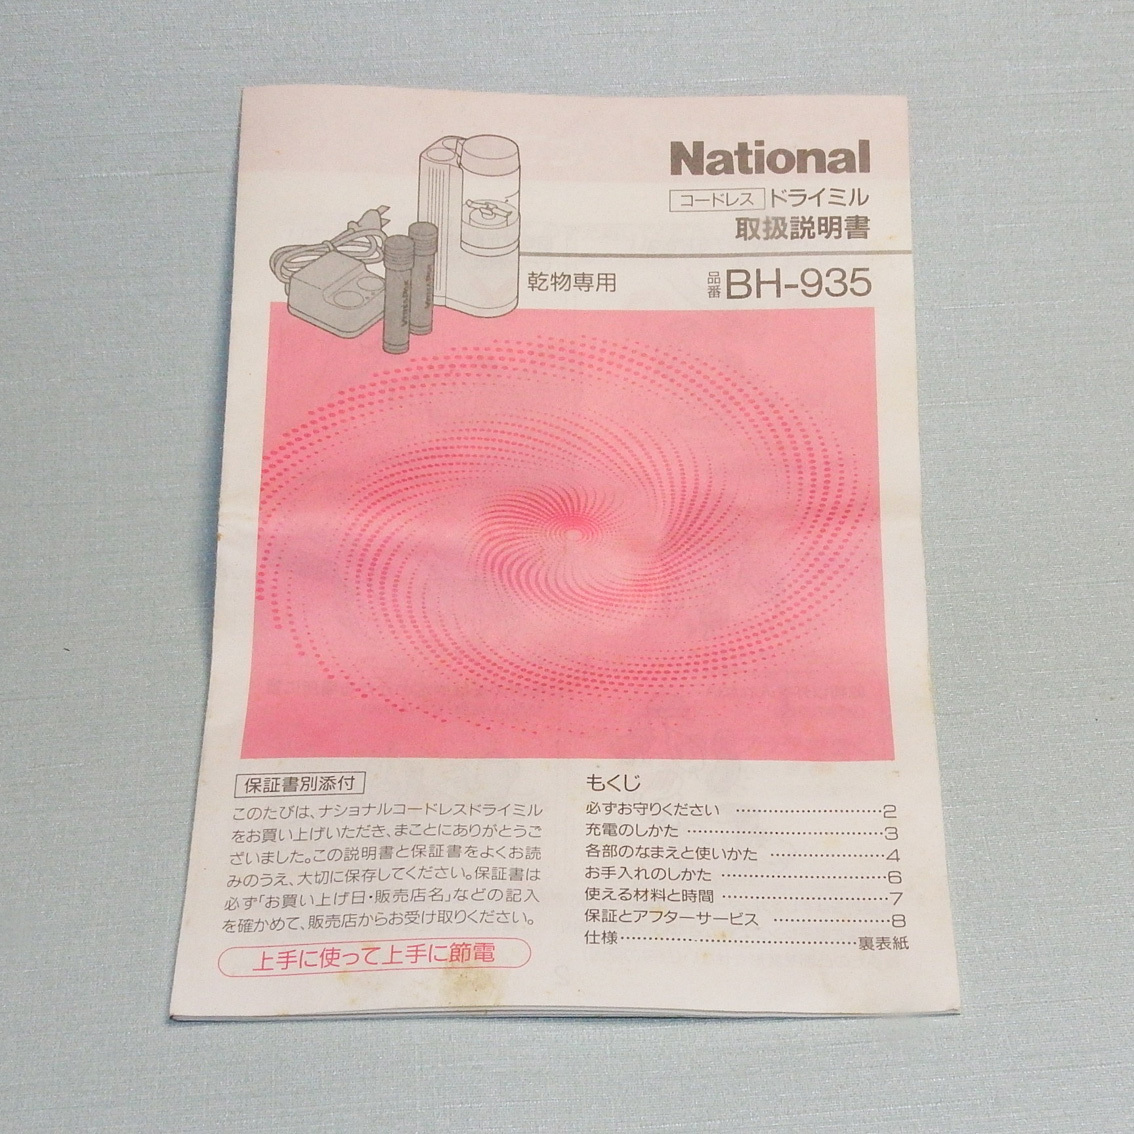 National
コードレス ドライミル
取扱説明書
乾物専用
品番 BH-935
保証書別添付
このたびは、ナショナルコードレスドライミル
をお買い上げいただき、まことにありがとうご
ざいました。この説明書と保証書をよくお読
みのうえ、大切に保存してください。保証書は
必ず「お買い上げ日・販売店名」などの記入
を確かめて、販売店からお受け取りください。
上手に使って上手に節電
もくじ
必ずお守りください ………………………2
充電のしかた ………………………3
各部のなまえと使いかた ………………………4
お手入れのしかた ………………………6
使える材料と時間 ………………………7
保証とアフターサービス ………………………8
仕様………………………裏表紙